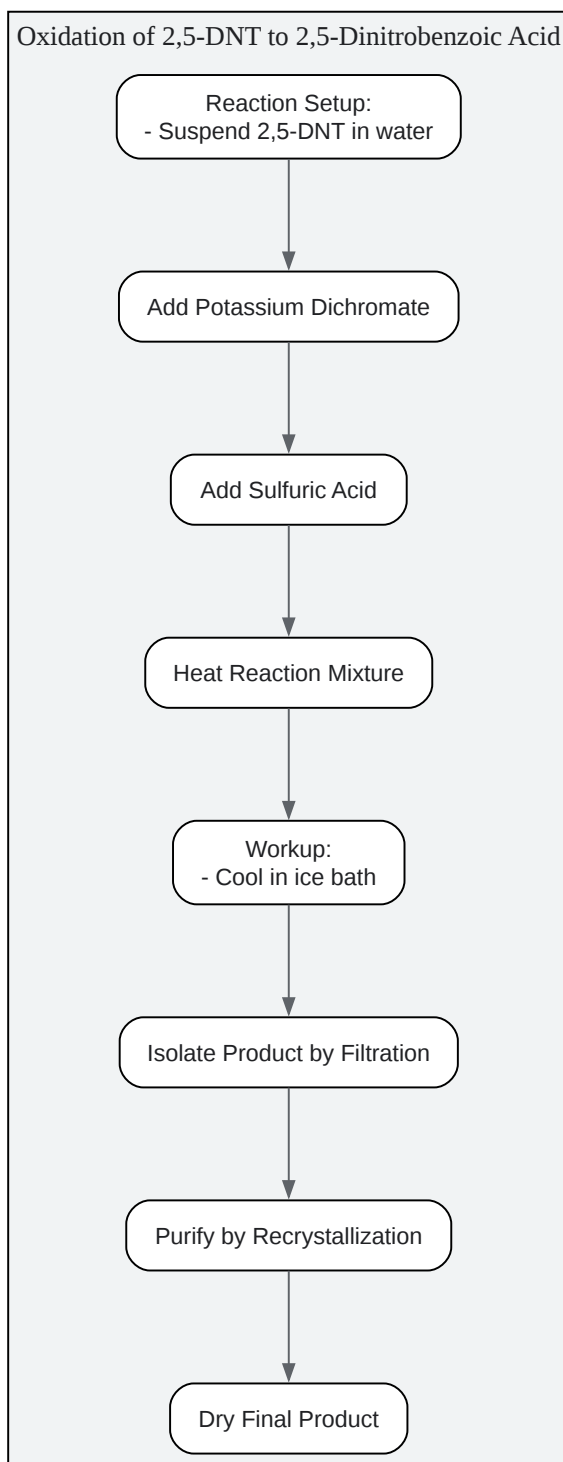 Oxidation of 2,5-DNT to 2,5-Dinitrobenzoic Acid
Reaction Setup:
- Suspend 2,5-DNT in water
Add Potassium Dichromate
Add Sulfuric Acid
Heat Reaction Mixture
Workup:
- Cool in ice bath
Isolate Product by Filtration
Purify by Recrystallization
Dry Final Product